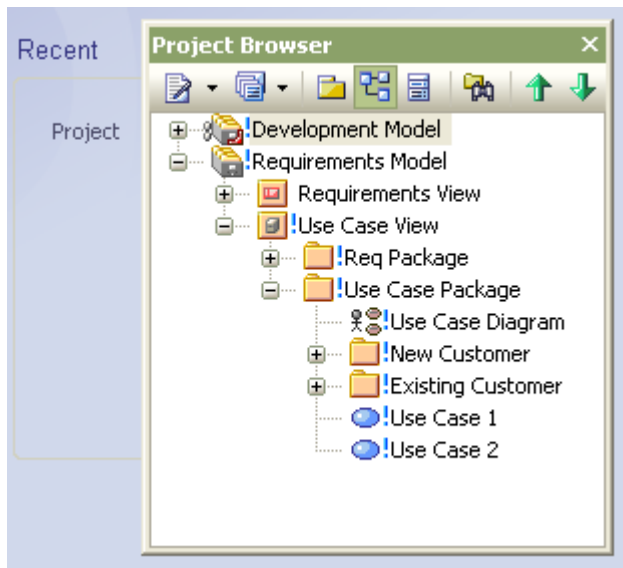 Recent
Project Browser
Project
!Development Model
!Requirements Model
Requirements View
!Use Case View
!Req Package
!Use Case Package
!Use Case Diagram
!New Customer
!Existing Customer
!Use Case 1
!Use Case 2